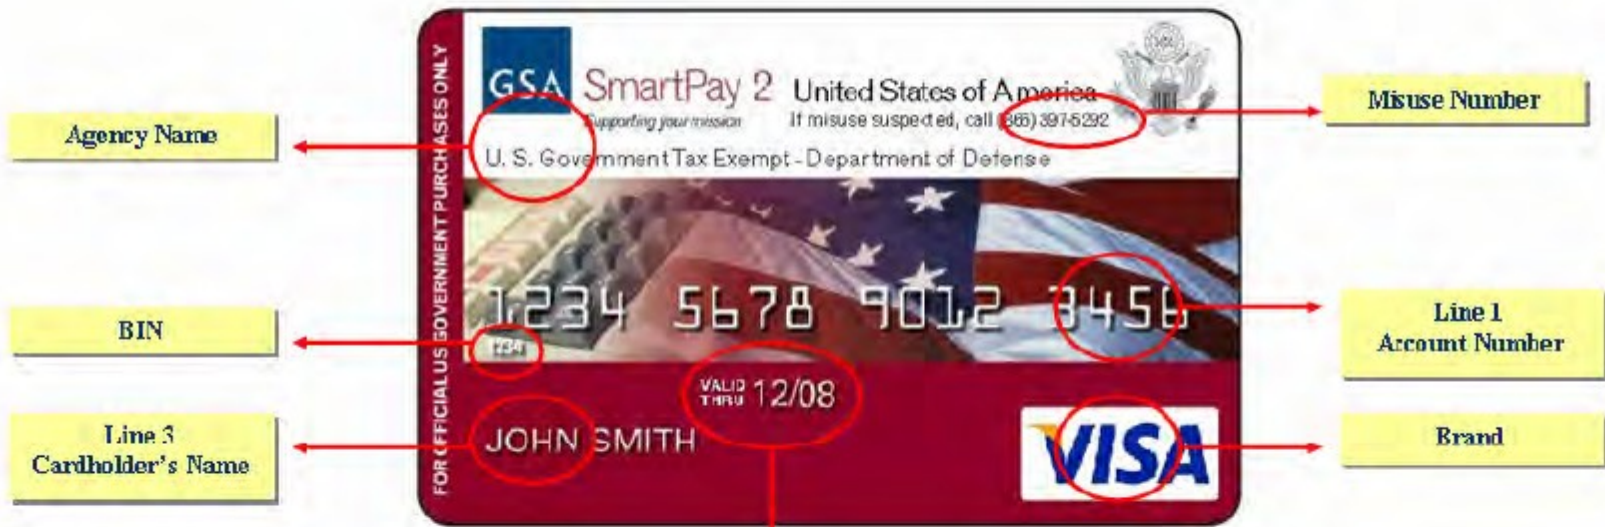 FOR OFFICIAL US GOVERNMENT PURCHASES ONLY
GSA
SmartPay 2
Supporting your mission
United States of America
If misuse suspected, call (866) 397-5292
U. S. Government Tax Exempt - Department of Defense
Agency Name
Misuse Number
1234 5678 9012 3456
1234
BIN
Line 1
Account Number
VALID
THRU 12/08
JOHN SMITH
Line 3
Cardholder's Name
VISA
Brand